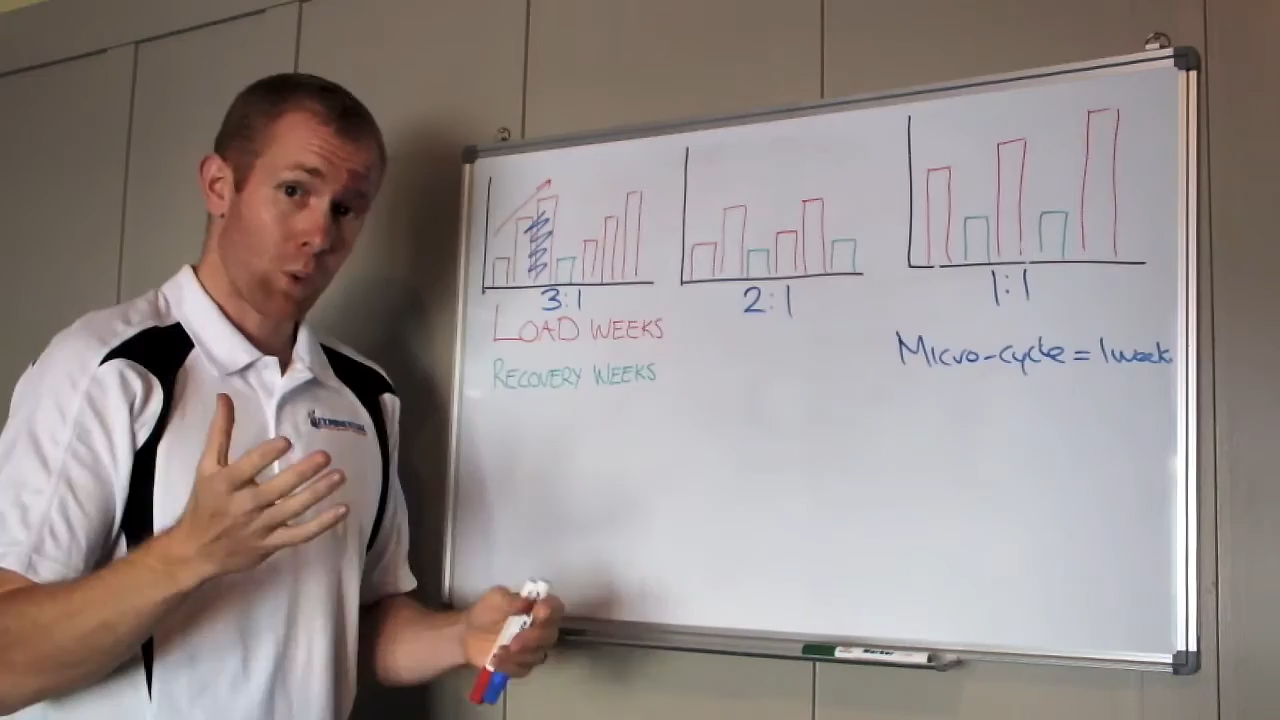 3:1
2:1
1:1
LOAD WEEKS
RECOVERY WEEKS
Micro-cycle = 1 week